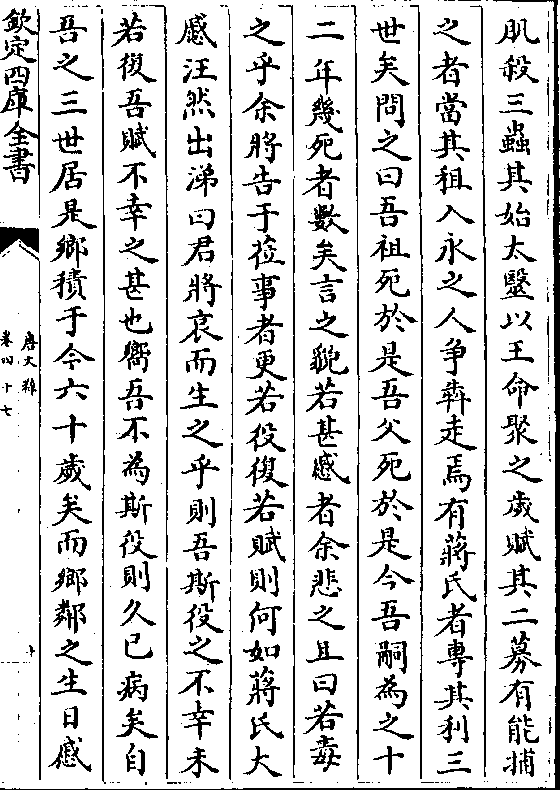 肌殺三蟲其始太醫以王命聚之歲賦其二募有能捕
之者當其租入永之人争犇走焉有蔣氏者專其利三
世矣問之曰吾祖死於是吾父死於是今吾嗣為之十
二年幾死者數矣言之貌若甚慼者余悲之且曰若毒
之乎余將告于莅事者更若役復若賦則何如蔣氏大
慼汪然出涕曰君將哀而生之乎則吾斯役之不幸未
若復吾賦不幸之甚也嚮吾不為斯役則久已病矣自
吾之三世居是鄉積于今六十歲矣而鄉鄰之生日慼
欽定四庫全書
唐文粹
卷四十七